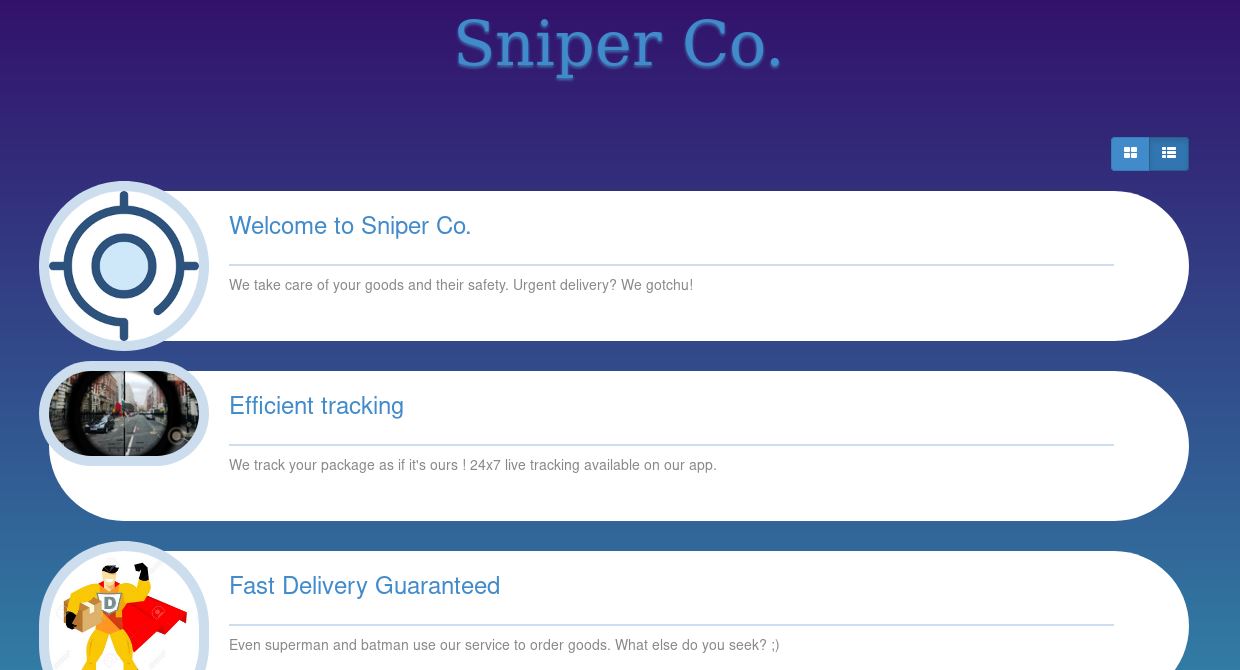 Sniper Co.
Welcome to Sniper Co.
We take care of your goods and their safety. Urgent delivery? We gotchu!
Efficient tracking
We track your package as if it's ours ! 24x7 live tracking available on our app.
Fast Delivery Guaranteed
D
Even superman and batman use our service to order goods. What else do you seek? ;)